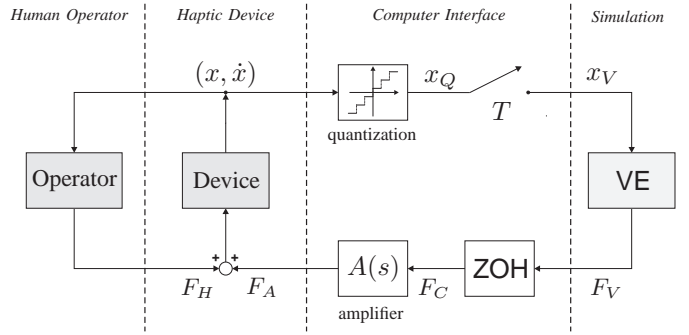 Human Operator
Haptic Device
Computer Interface
Simulation
(x, ẋ)
x_Q
x_V
T
quantization
Operator
Device
VE
+ +
A(s)
ZOH
F_H
F_A
F_C
F_V
amplifier